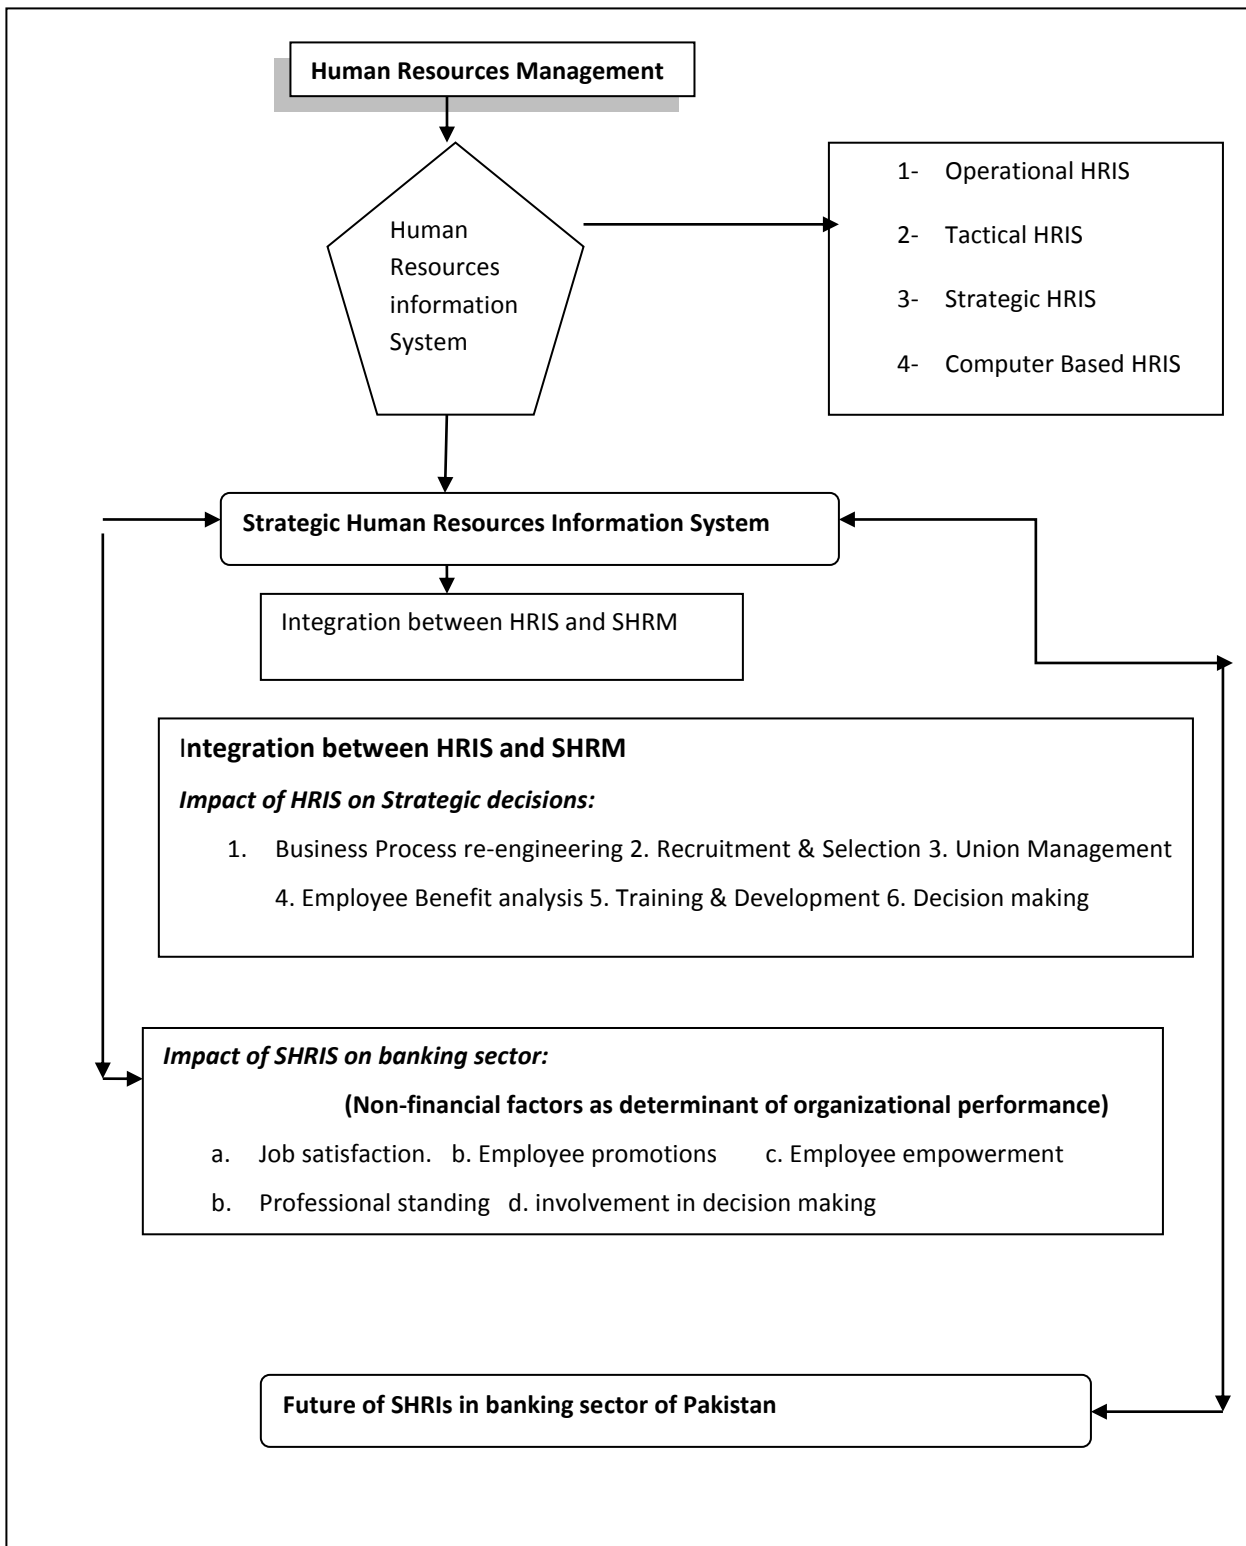 Human Resources Management
Human
Resources
information
System
1- Operational HRIS
2- Tactical HRIS
3- Strategic HRIS
4- Computer Based HRIS
Strategic Human Resources Information System
Integration between HRIS and SHRM
Integration between HRIS and SHRM
Impact of HRIS on Strategic decisions:
1. Business Process re-engineering 2. Recruitment & Selection 3. Union Management
4. Employee Benefit analysis 5. Training & Development 6. Decision making
Impact of SHRIS on banking sector:
(Non-financial factors as determinant of organizational performance)
a. Job satisfaction. b. Employee promotions c. Employee empowerment
b. Professional standing d. involvement in decision making
Future of SHRIs in banking sector of Pakistan